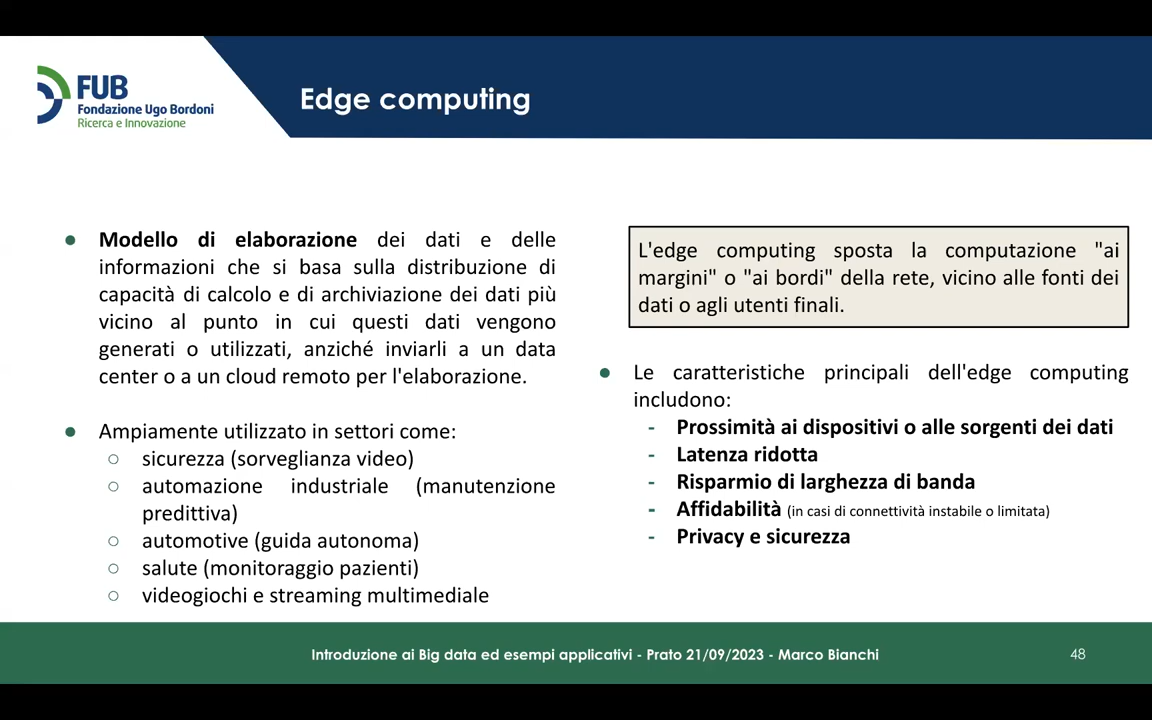 FUB
Fondazione Ugo Bordoni
Ricerca e Innovazione
Edge computing
● Modello di elaborazione dei dati e delle
informazioni che si basa sulla distribuzione di
capacità di calcolo e di archiviazione dei dati più
vicino al punto in cui questi dati vengono
generati o utilizzati, anziché inviarli a un data
center o a un cloud remoto per l'elaborazione.
● Ampiamente utilizzato in settori come:
○ sicurezza (sorveglianza video)
○ automazione industriale (manutenzione
predittiva)
○ automotive (guida autonoma)
○ salute (monitoraggio pazienti)
○ videogiochi e streaming multimediale
L'edge computing sposta la computazione "ai
margini" o "ai bordi" della rete, vicino alle fonti dei
dati o agli utenti finali.
● Le caratteristiche principali dell'edge computing
includono:
- Prossimità ai dispositivi o alle sorgenti dei dati
- Latenza ridotta
- Risparmio di larghezza di banda
- Affidabilità (in casi di connettività instabile o limitata)
- Privacy e sicurezza
Introduzione ai Big data ed esempi applicativi - Prato 21/09/2023 - Marco Bianchi
48